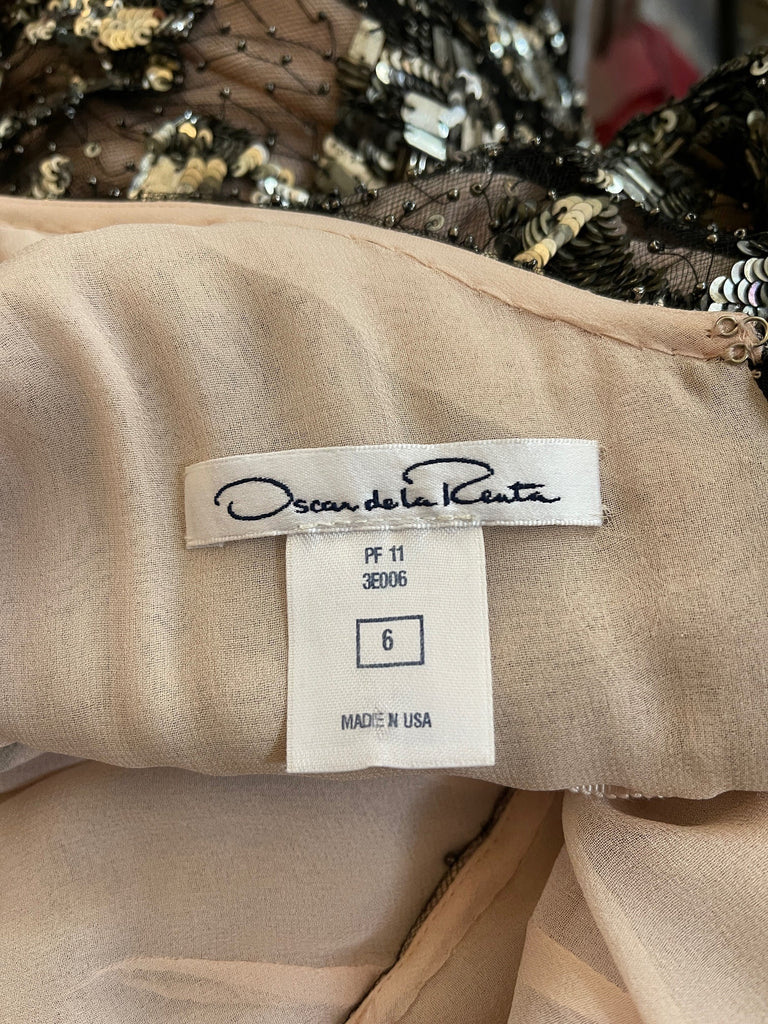 Oscar de la Renta
PF 11
3E006
6
MADE IN USA